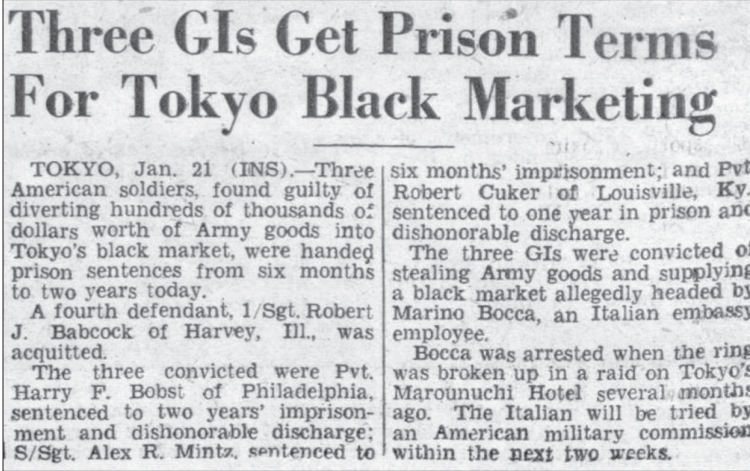 Three GIs Get Prison Terms
For Tokyo Black Marketing
TOKYO, Jan. 21 (INS).—Three
American soldiers, found guilty of
diverting hundreds of thousands of
dollars worth of Army goods into
Tokyo's black market, were handed
prison sentences from six months
to two years today.
A fourth defendant, 1/Sgt. Robert
J. Babcock of Harvey, Ill., was
acquitted.
The three convicted were Pvt.
Harry F. Bobst of Philadelphia,
sentenced to two years' imprison-
ment and dishonorable discharge;
S/Sgt. Alex R. Mintz, sentenced to
six months' imprisonment; and Pvt
Robert Cuker of Louisville, Ky.
sentenced to one year in prison and
dishonorable discharge.
The three GIs were convicted of
stealing Army goods and supplying
a black market allegedly headed by
Marino Bocca, an Italian embassy
employee.
Bocca was arrested when the ring
was broken up in a raid on Tokyo's
Marounuchi Hotel several months
ago. The Italian will be tried by
an American military commission
within the next two weeks.